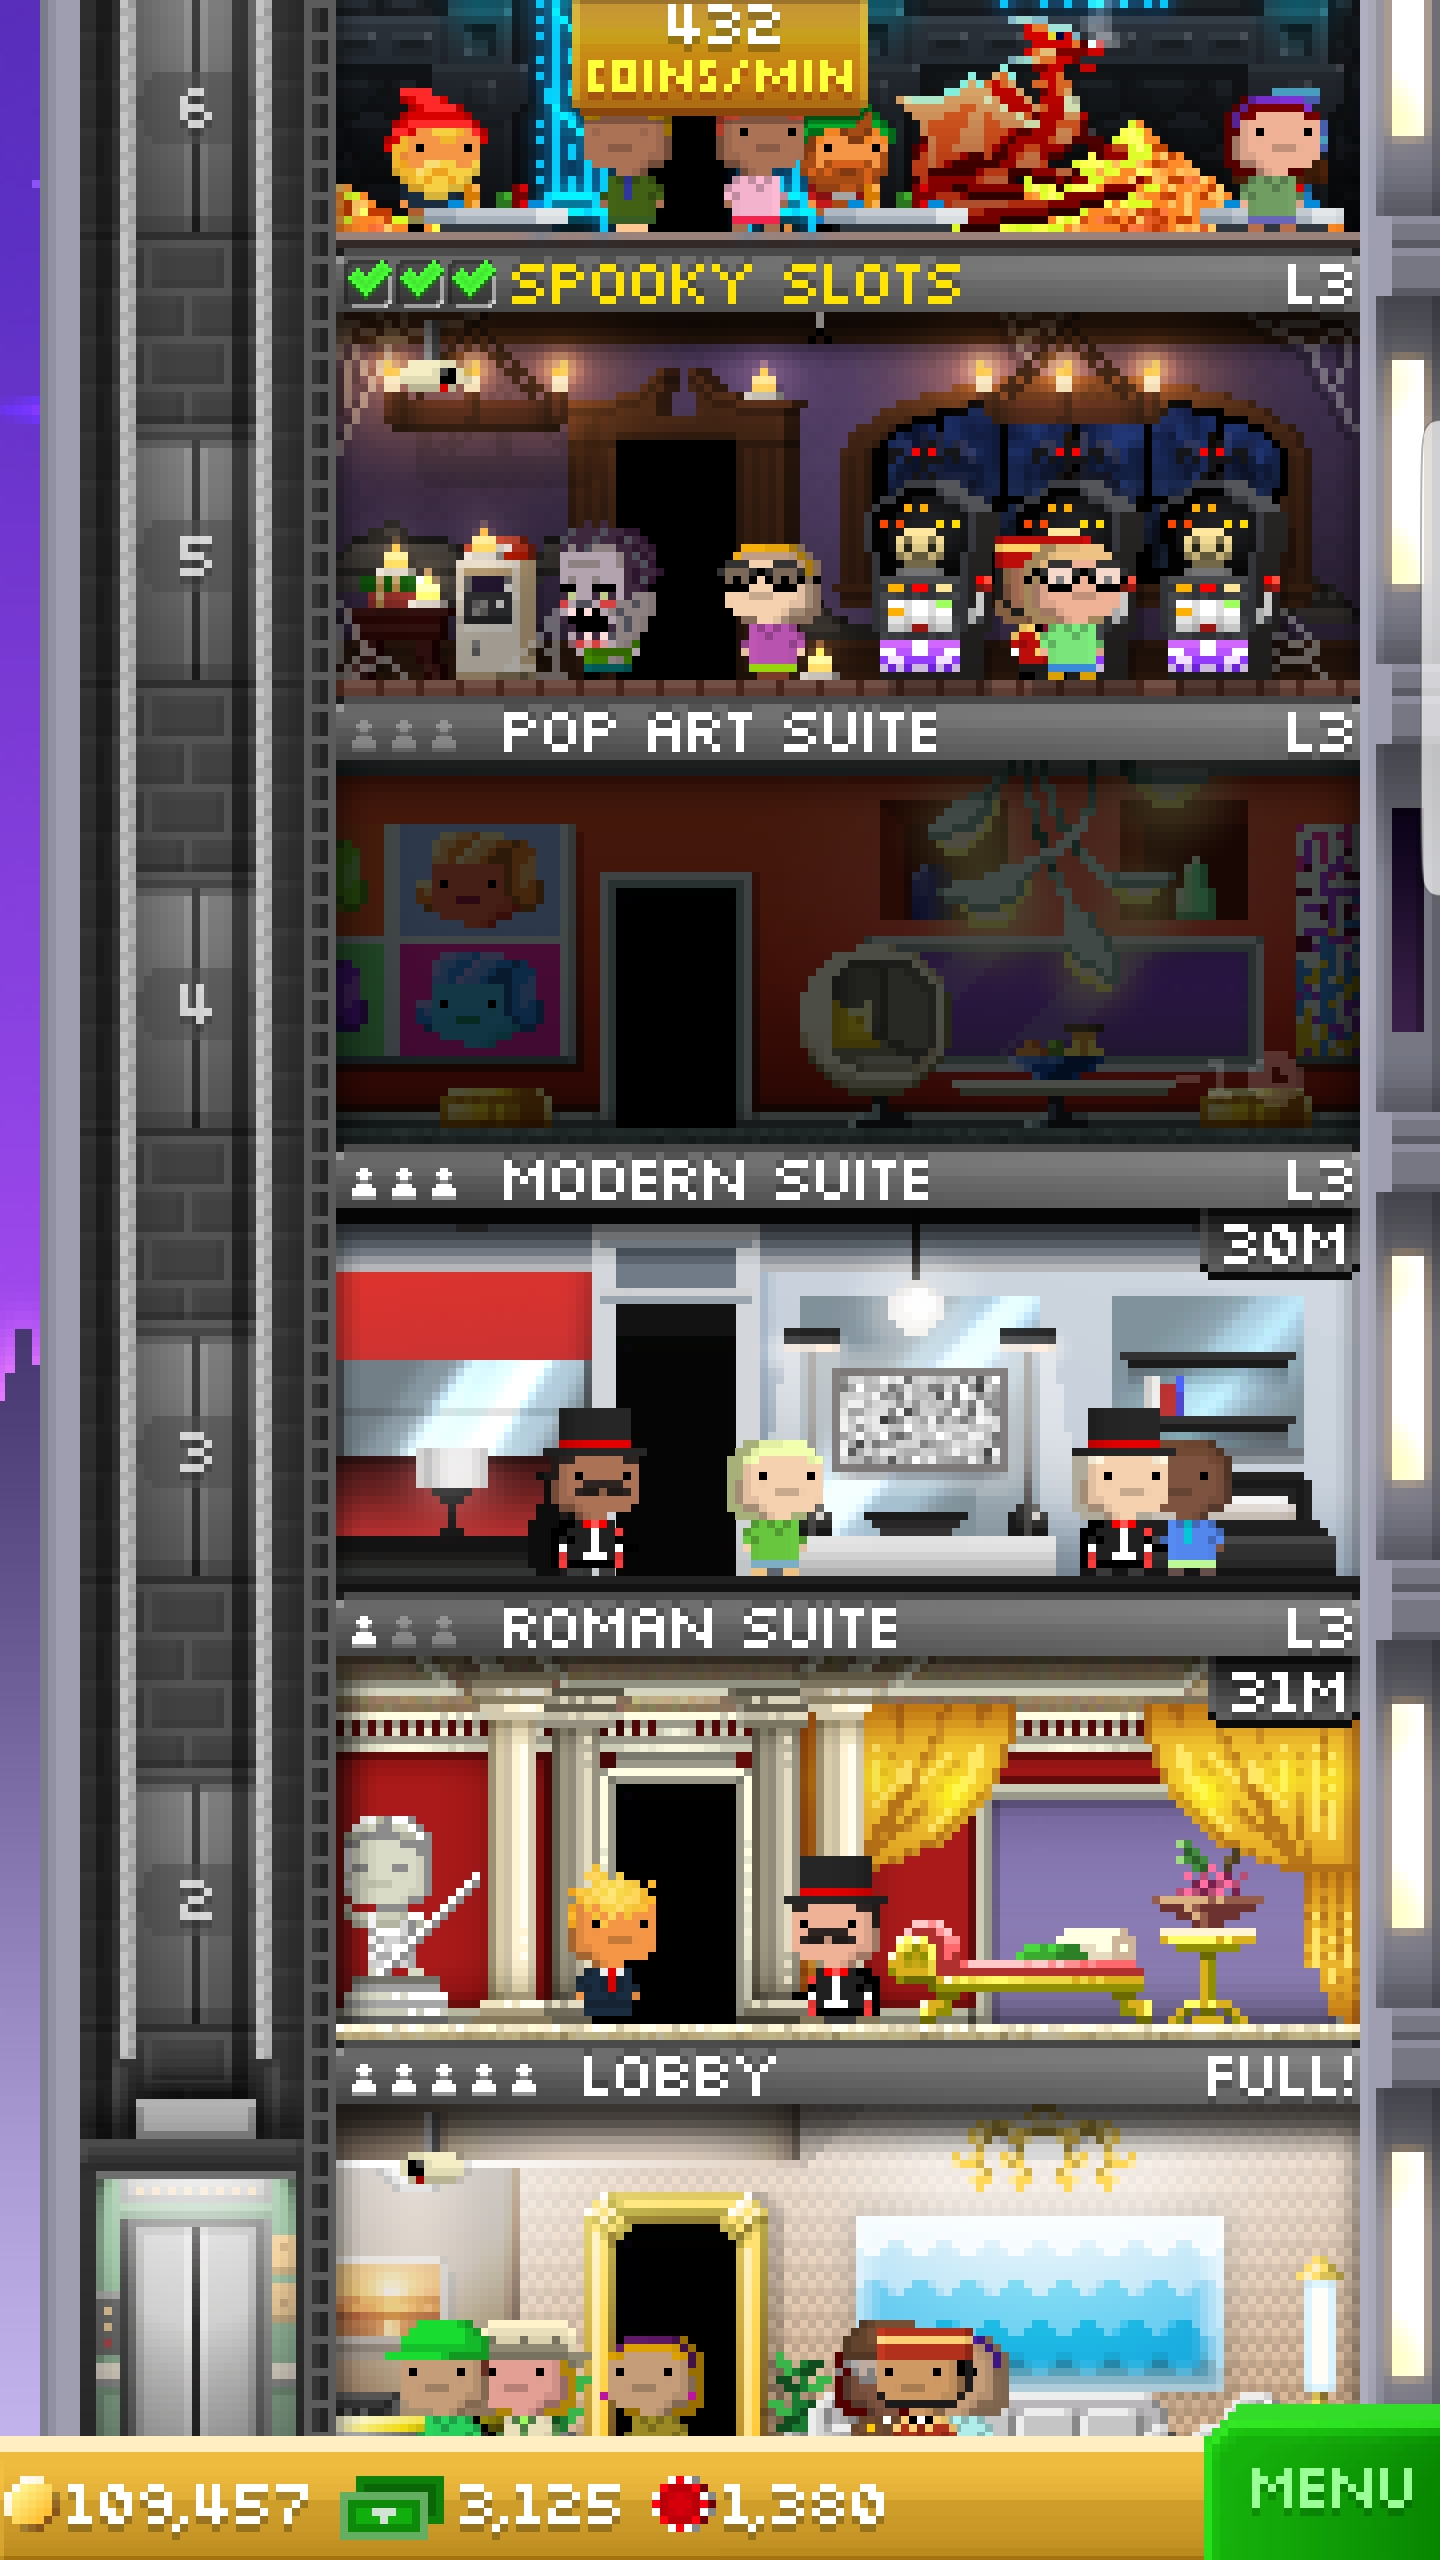 432
COINS/MIN
6
SPOOKY SLOTS L3
5
POP ART SUITE L3
4
MODERN SUITE L3
30M
3
ROMAN SUITE L3
31M
2
LOBBY FULL!
109,457 3,125 1,380 MENU